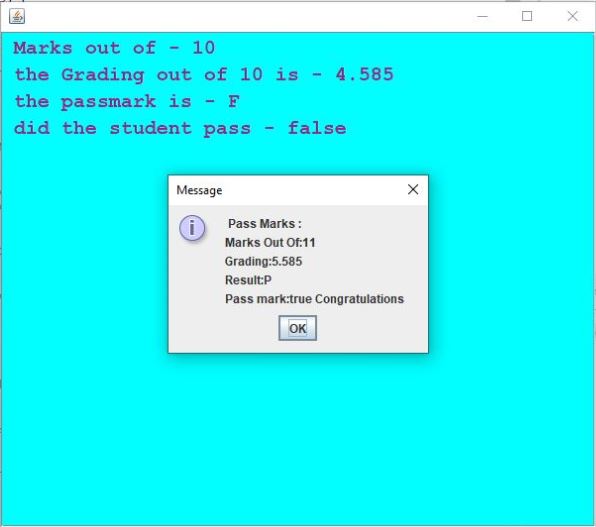 Marks out of - 10
the Grading out of 10 is - 4.585
the passmark is - F
did the student pass - false
Message
Pass Marks :
Marks Out Of:11
Grading:5.585
Result:P
Pass mark:true Congratulations
OK